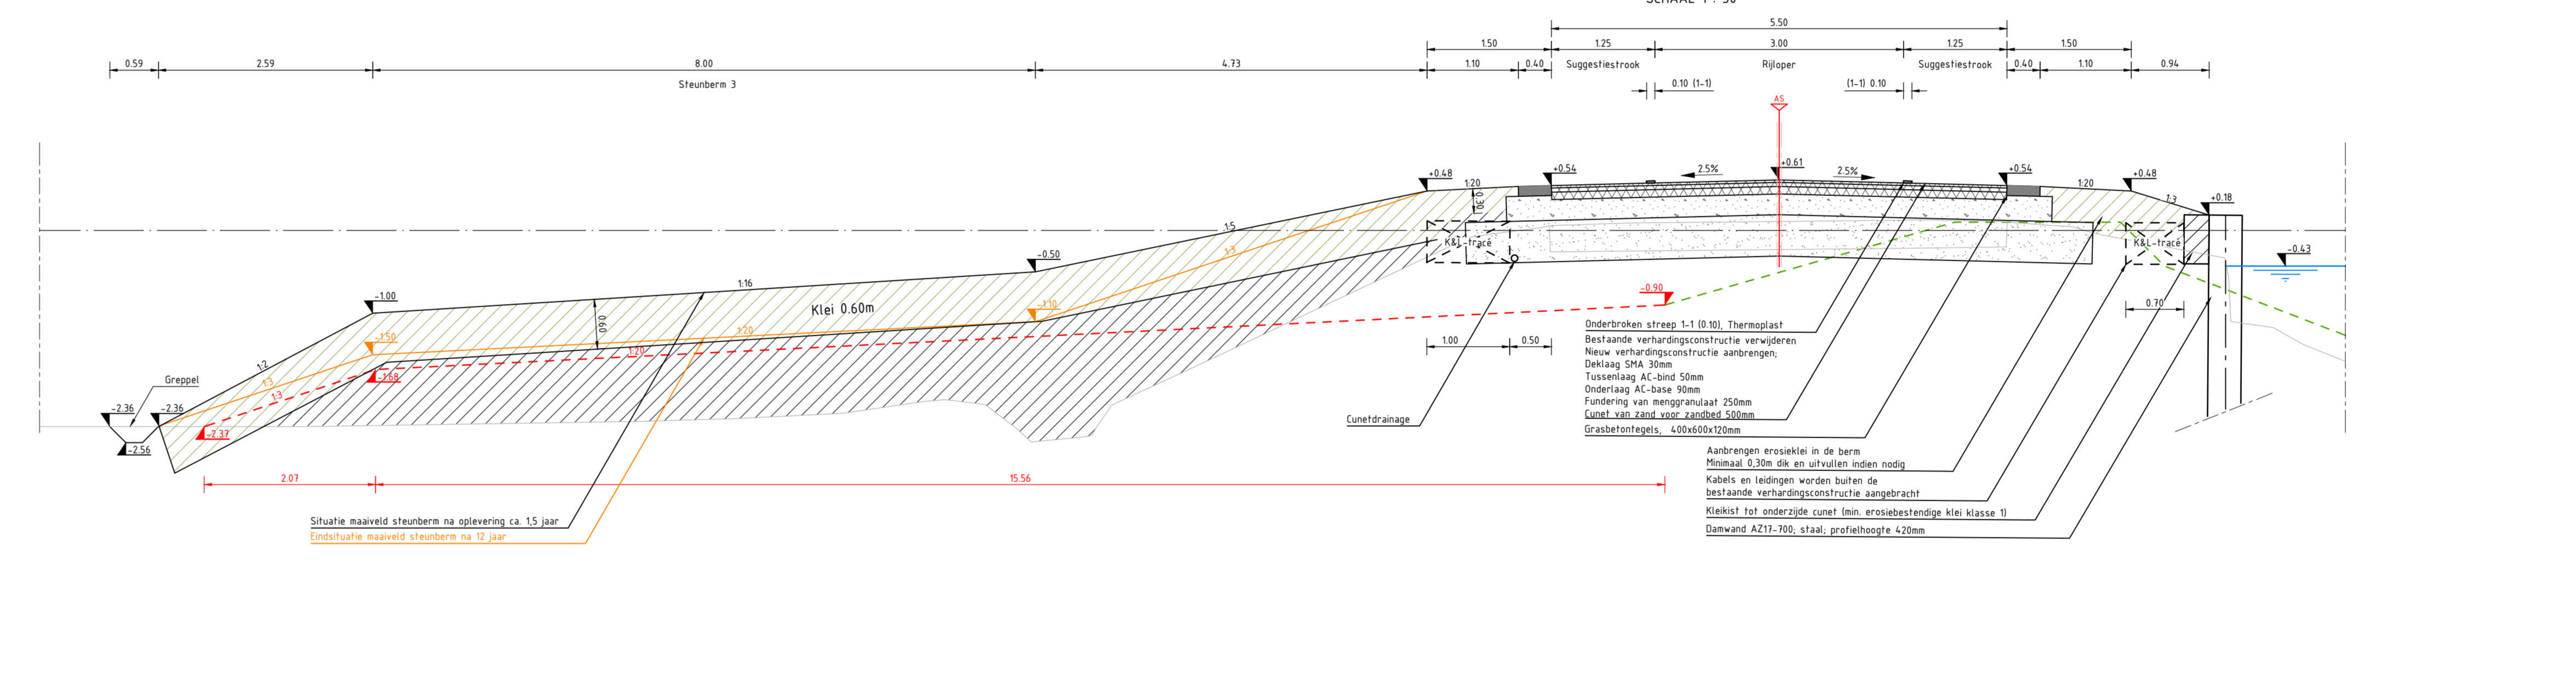 5.50
1.50 1.25 3.00 1.25 1.50
0.59 2.59 8.00 4.73 1.10 0.40 Suggestiestrook Rijloper Suggestiestrook 0.40 1.10 0.94
Steunberm 3
0.10 (1-1) (1-1) 0.10
AS
+0.48 1:20 +0.54 2.5% +0.61 2.5% +0.54 1:20 +0.48 1:3 +0.18
0.30
1:5
1:3
K&L-tracé
K&L-tracé
-0.43
-0.50
-1.00
1:16
Klei 0.60m
0.60
-1.10
-0.90
0.70
-1.50
1:20
1:20
1:2
1:3
1:3
-1.68
Greppel
-2.36 -2.36
-2.37
-2.56
1.00 0.50
Cunetdrainage
Onderbroken streep 1-1 (0.10), Thermoplast
Bestaande verhardingsconstructie verwijderen
Nieuw verhardingsconstructie aanbrengen;
Deklaag SMA 30mm
Tussenlaag AC-bind 50mm
Onderlaag AC-base 90mm
Fundering van menggranulaat 250mm
Cunet van zand voor zandbed 500mm
Grasbetontegels, 400x600x120mm
Aanbrengen erosieklei in de berm
Minimaal 0,30m dik en uitvullen indien nodig
Kabels en leidingen worden buiten de
bestaande verhardingsconstructie aangebracht
Kleikist tot onderzijde cunet (min. erosiebestendige klei klasse 1)
Damwand AZ17-700; staal; profielhoogte 420mm
2.07 15.56
Situatie maaiveld steunberm na oplevering ca. 1,5 jaar
Eindsituatie maaiveld steunberm na 12 jaar